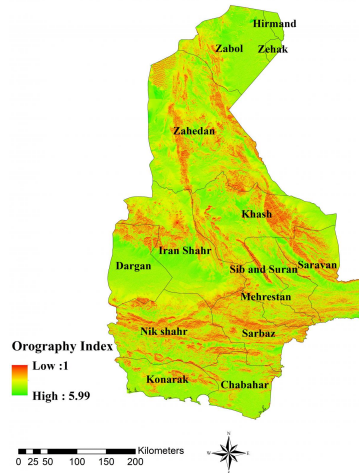 Hirmand
Zabol
Zehak
Zahedan
Khash
Iran Shahr
Dargan
Sib and Suran
Saravan
Mehrestan
Nik shahr
Sarbaz
Orography Index
Low :1
High : 5.99
Konarak
Chabahar
Kilometers
0 25 50 100 150 200
N
W E
S